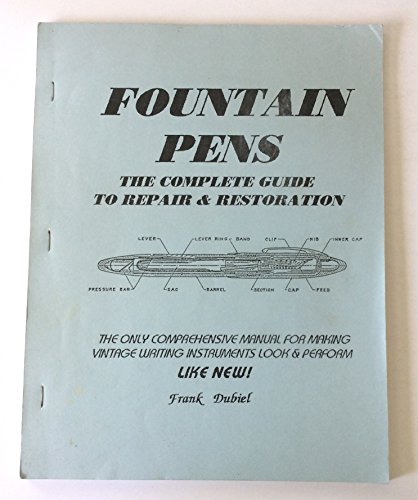 FOUNTAIN
PENS
THE COMPLETE GUIDE
TO REPAIR & RESTORATION
LEVER LEVER RING BAND CLIP NIB INNER CAP
PRESSURE BAR SAC BARREL SECTION CAP FEED
THE ONLY COMPREHENSIVE MANUAL FOR MAKING
VINTAGE WRITING INSTRUMENTS LOOK & PERFORM
LIKE NEW!
Frank Dubiel